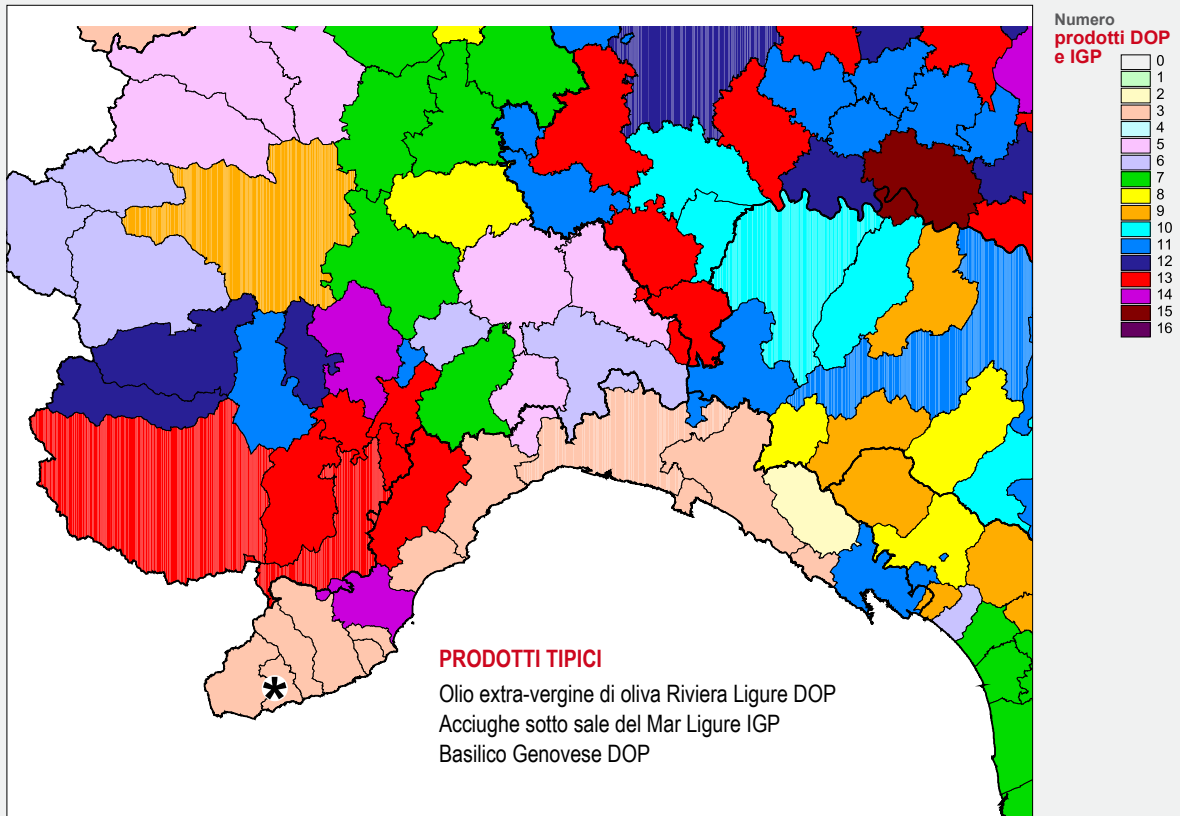 Numero
prodotti DOP
e IGP
0
1
2
3
4
5
6
7
8
9
10
11
12
13
14
15
16
*
PRODOTTI TIPICI
Olio extra-vergine di oliva Riviera Ligure DOP
Acciughe sotto sale del Mar Ligure IGP
Basilico Genovese DOP